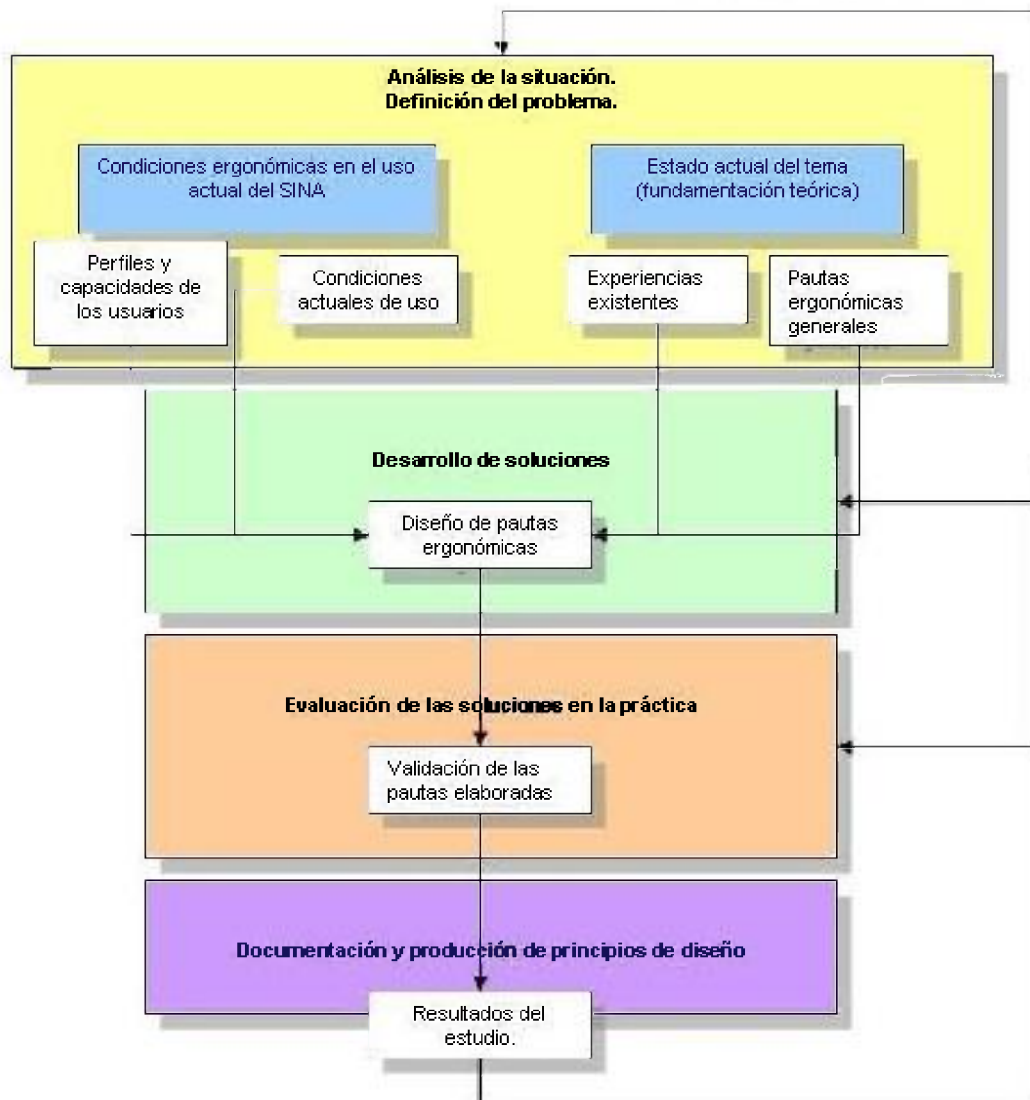 Análisis de la situación.
Definición del problema.
Condiciones ergonómicas en el uso
actual del SINA
Estado actual del tema
(fundamentación teórica)
Perfiles y
capacidades de
los usuarios
Condiciones
actuales de uso
Experiencias
existentes
Pautas
ergonómicas
generales
Desarrollo de soluciones
Diseño de pautas
ergonómicas
Evaluación de las soluciones en la práctica
Validación de las
pautas elaboradas
Documentación y producción de principios de diseño
Resultados del
estudio.